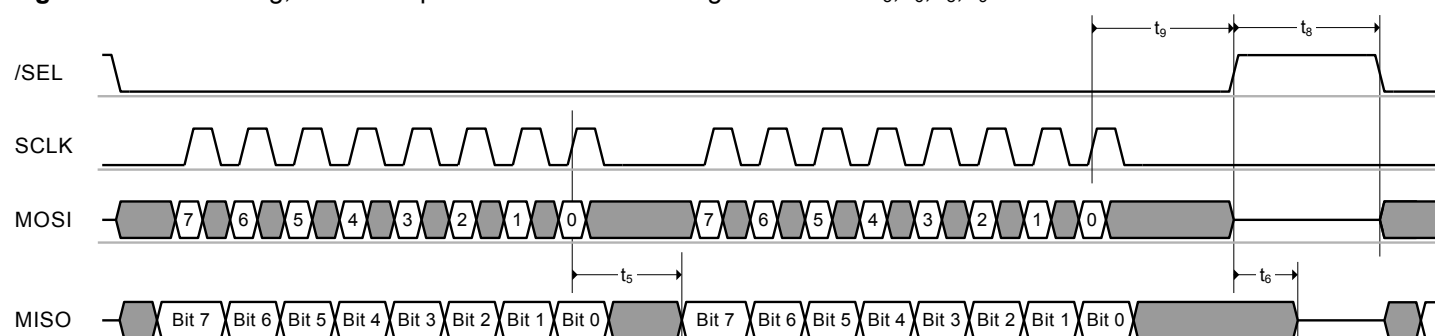 t₉ t₈
/SEL
SCLK
MOSI 7 6 5 4 3 2 1 0 7 6 5 4 3 2 1 0
t₅ t₆
MISO Bit 7 Bit 6 Bit 5 Bit 4 Bit 3 Bit 2 Bit 1 Bit 0 Bit 7 Bit 6 Bit 5 Bit 4 Bit 3 Bit 2 Bit 1 Bit 0